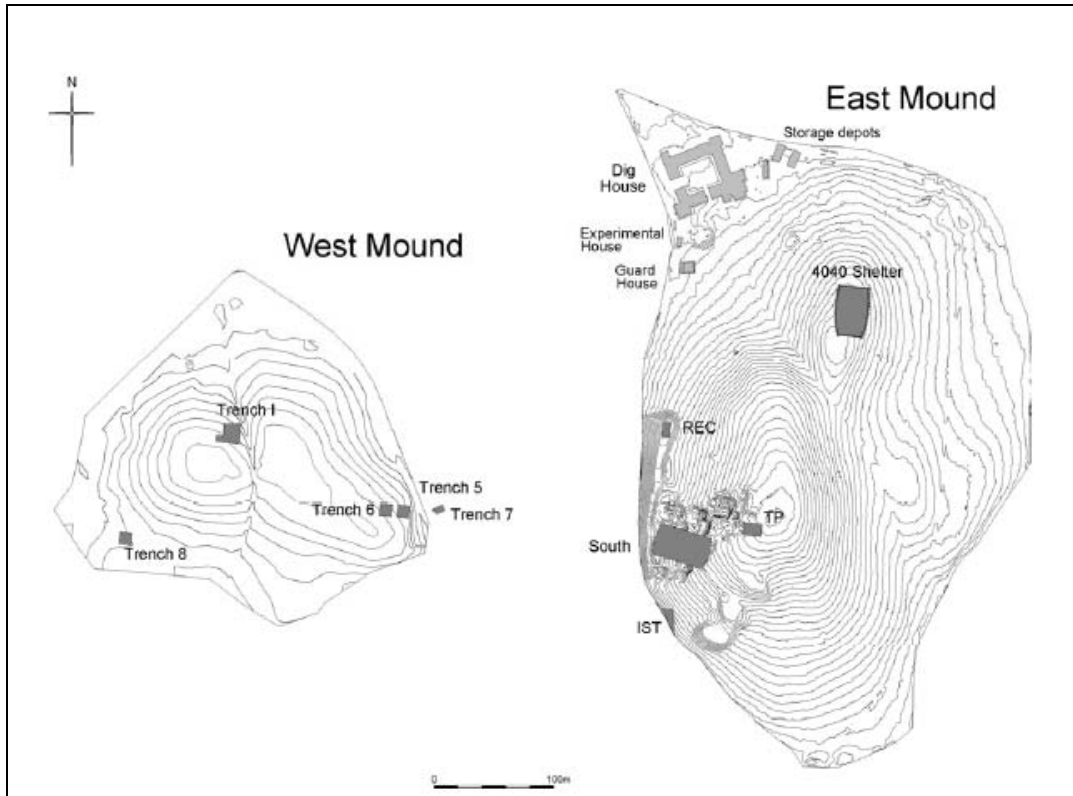 N
East Mound
Storage depots
Dig
House
Experimental
House
Guard
House
4040 Shelter
West Mound
Trench I
REC
Trench 5
Trench 6
Trench 7
TP
Trench 8
South
IST
0
100m